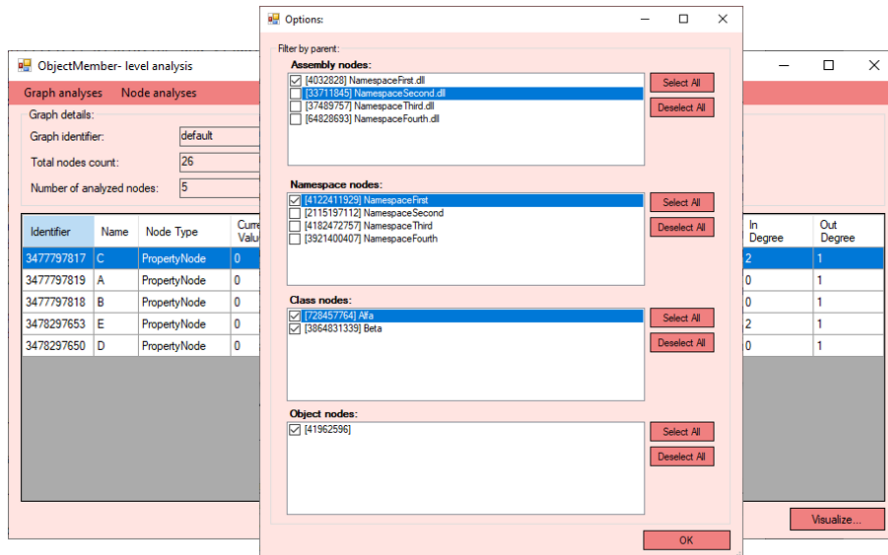 Options:
Filter by parent:
Assembly nodes:
[4032828] NamespaceFirst.dll
[33711845] NamespaceSecond.dll
[37489757] NamespaceThird.dll
[64828693] NamespaceFourth.dll
Select All
Deselect All
Namespace nodes:
[4122411929] NamespaceFirst
[2115197112] NamespaceSecond
[4182472757] NamespaceThird
[3921400407] NamespaceFourth
Select All
Deselect All
Class nodes:
[728457764] Alfa
[3864831339] Beta
Select All
Deselect All
Object nodes:
[41962596]
Select All
Deselect All
OK
ObjectMember- level analysis
Graph analyses Node analyses
Graph details:
Graph identifier: default
Total nodes count: 26
Number of analyzed nodes: 5
Identifier Name Node Type In Degree Out Degree
3477797817 C PropertyNode 0 2 1
3477797819 A PropertyNode 0 0 1
3477797818 B PropertyNode 0 0 1
3478297653 E PropertyNode 0 2 1
3478297650 D PropertyNode 0 0 1
Visualize...